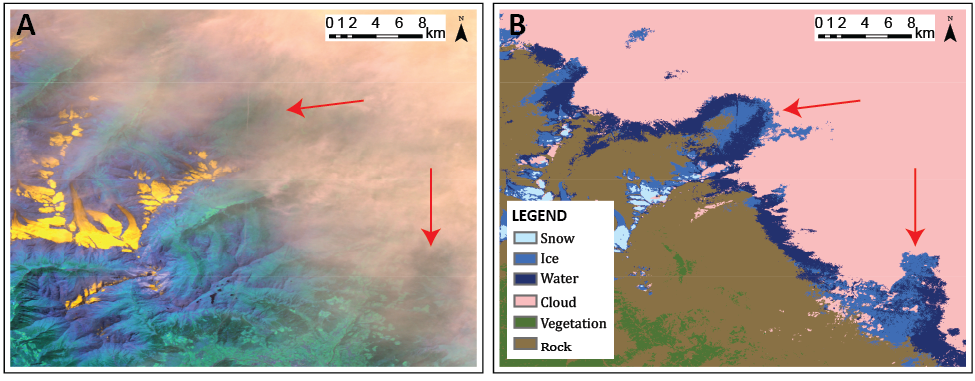 A
0 1 2 4 6 8
km
N
B
0 1 2 4 6 8
km
N
LEGEND
Snow
Ice
Water
Cloud
Vegetation
Rock